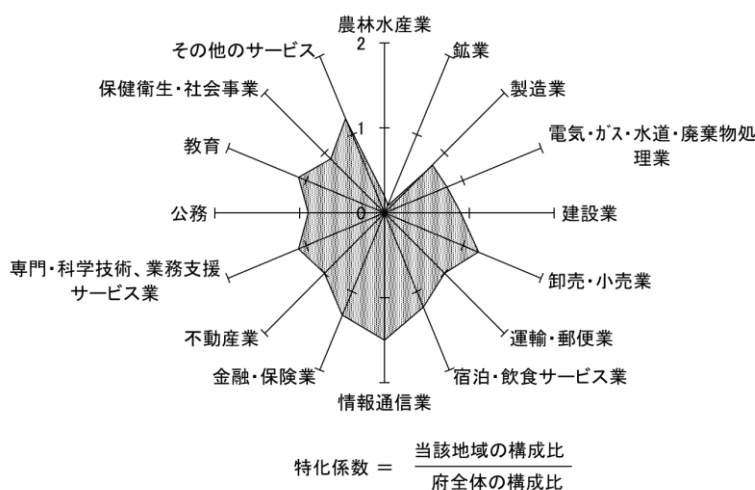 農林水産業
2
その他のサービス
鉱業
保健衛生・社会事業
製造業
1
教育
電気・ガス・水道・廃棄物処
理業
公務
0
建設業
専門・科学技術、業務支援
サービス業
卸売・小売業
不動産業
運輸・郵便業
金融・保険業
宿泊・飲食サービス業
情報通信業
特化係数 ＝ 当該地域の構成比
府全体の構成比